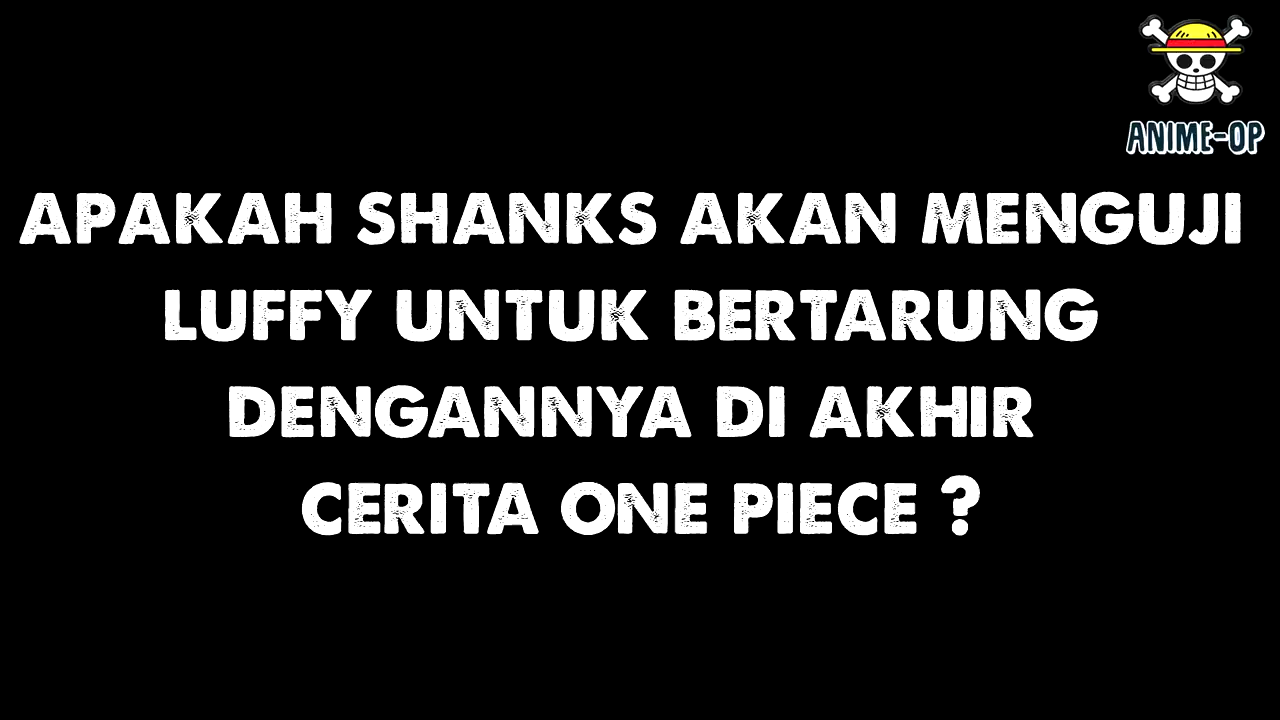 ANIME-OP
APAKAH SHANKS AKAN MENGUJI
LUFFY UNTUK BERTARUNG
DENGANNYA DI AKHIR
CERITA ONE PIECE ?